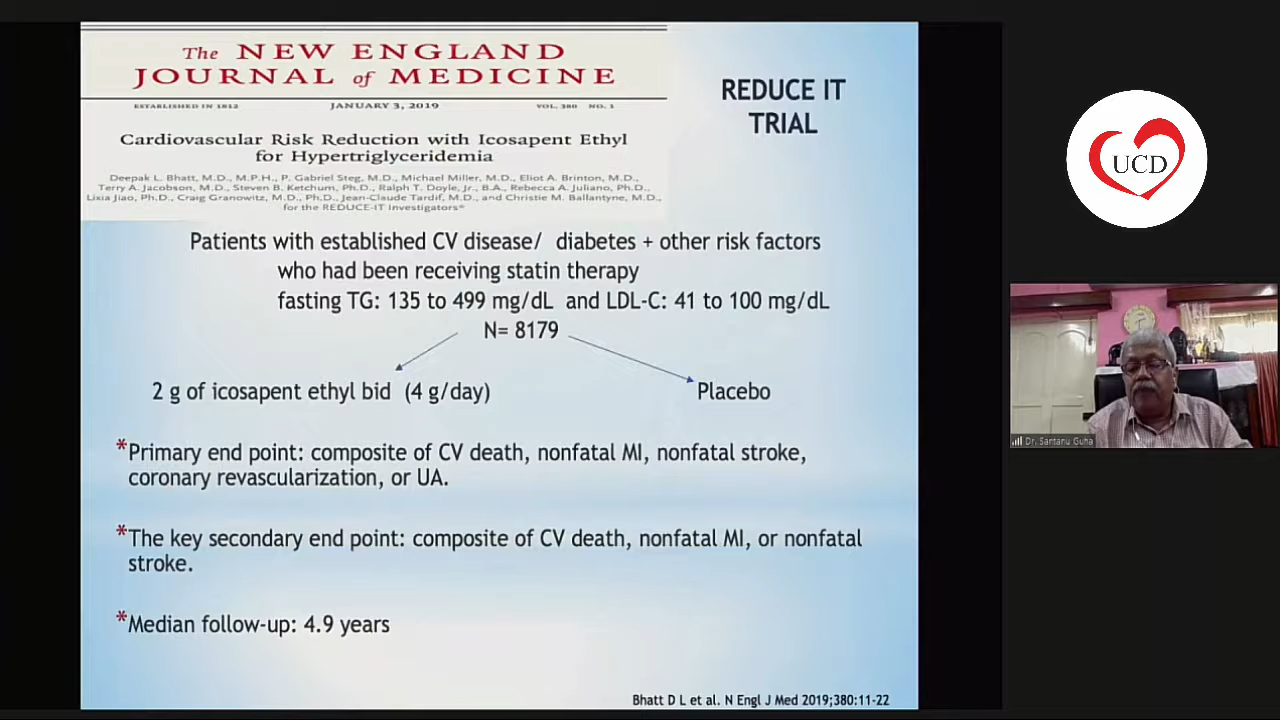 The NEW ENGLAND
JOURNAL of MEDICINE
ESTABLISHED IN 1812 JANUARY 3, 2019 VOL. 380 NO. 1
Cardiovascular Risk Reduction with Icosapent Ethyl
for Hypertriglyceridemia
Deepak L. Bhatt, M.D., M.P.H., P. Gabriel Steg, M.D., Michael Miller, M.D., Eliot A. Brinton, M.D.,
Terry A. Jacobson, M.D., Steven B. Ketchum, Ph.D., Ralph T. Doyle, Jr., B.A., Rebecca A. Juliano, Ph.D.,
Lixia Jiao, Ph.D., Craig Granowitz, M.D., Ph.D., Jean-Claude Tardif, M.D., and Christie M. Ballantyne, M.D.,
for the REDUCE-IT Investigators*
REDUCE IT
TRIAL
Patients with established CV disease/ diabetes + other risk factors
who had been receiving statin therapy
fasting TG: 135 to 499 mg/dL and LDL-C: 41 to 100 mg/dL
N= 8179
2 g of icosapent ethyl bid (4 g/day) Placebo
*Primary end point: composite of CV death, nonfatal MI, nonfatal stroke,
coronary revascularization, or UA.
*The key secondary end point: composite of CV death, nonfatal MI, or nonfatal
stroke.
*Median follow-up: 4.9 years
Bhatt D L et al. N Engl J Med 2019;380:11-22
UCD
Dr. Santanu Guha